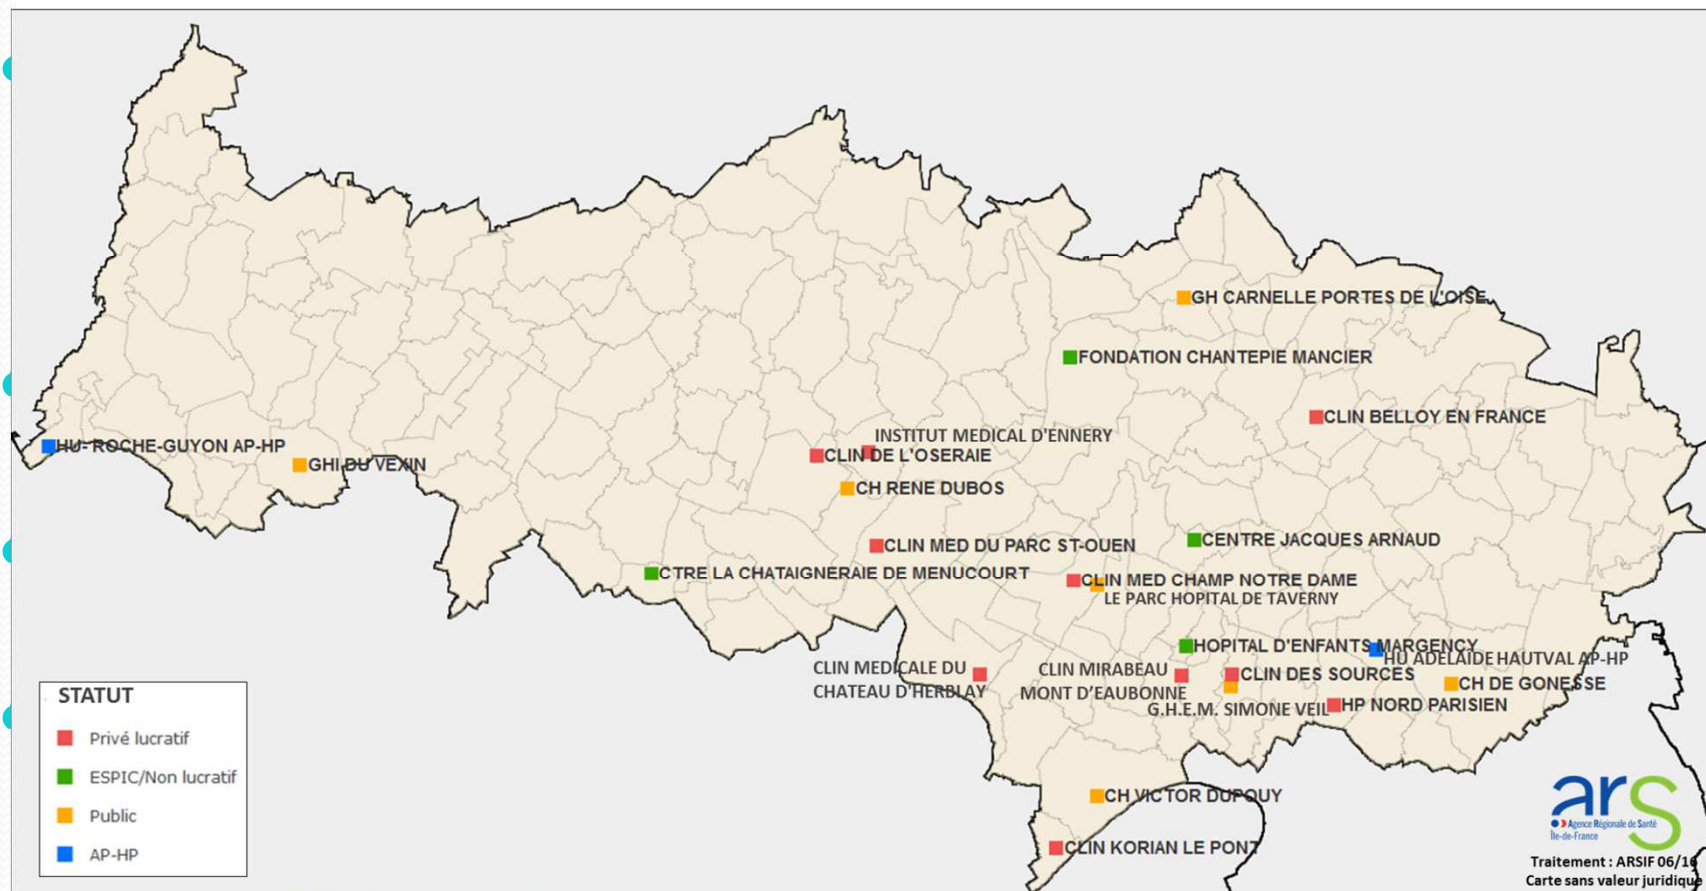 GH CARNELLE PORTES DE L'OISE
FONDATION CHANTEPIE MANCIER
CLIN BELLOY EN FRANCE
HU- ROCHE-GUYON AP-HP
INSTITUT MEDICAL D'ENNERY
CLIN DE L'OSERAIE
GHI DU VEXIN
CH RENE DUBOS
CENTRE JACQUES ARNAUD
CLIN MED DU PARC ST-OUEN
CTRE LA CHATAIGNERAIE DE MENUCOURT
CLIN MED CHAMP NOTRE DAME
LE PARC HOPITAL DE TAVERNY
HOPITAL D'ENFANTS MARGENCY
HU ADELAIDE HAUTVAL AP-HP
CLIN MEDICALE DU
CHATEAU D'HERBLAY
CLIN MIRABEAU
MONT D’EAUBONNE
CLIN DES SOURCES
CH DE GONESSE
G.H.E.M. SIMONE VEIL
HP NORD PARISIEN
CH VICTOR DUPOUY
CLIN KORIAN LE PONT
STATUT
Privé lucratif
ESPIC/Non lucratif
Public
AP-HP
ars
Agence Régionale de Santé
Île-de-France
Traitement : ARSIF 06/16
Carte sans valeur juridique